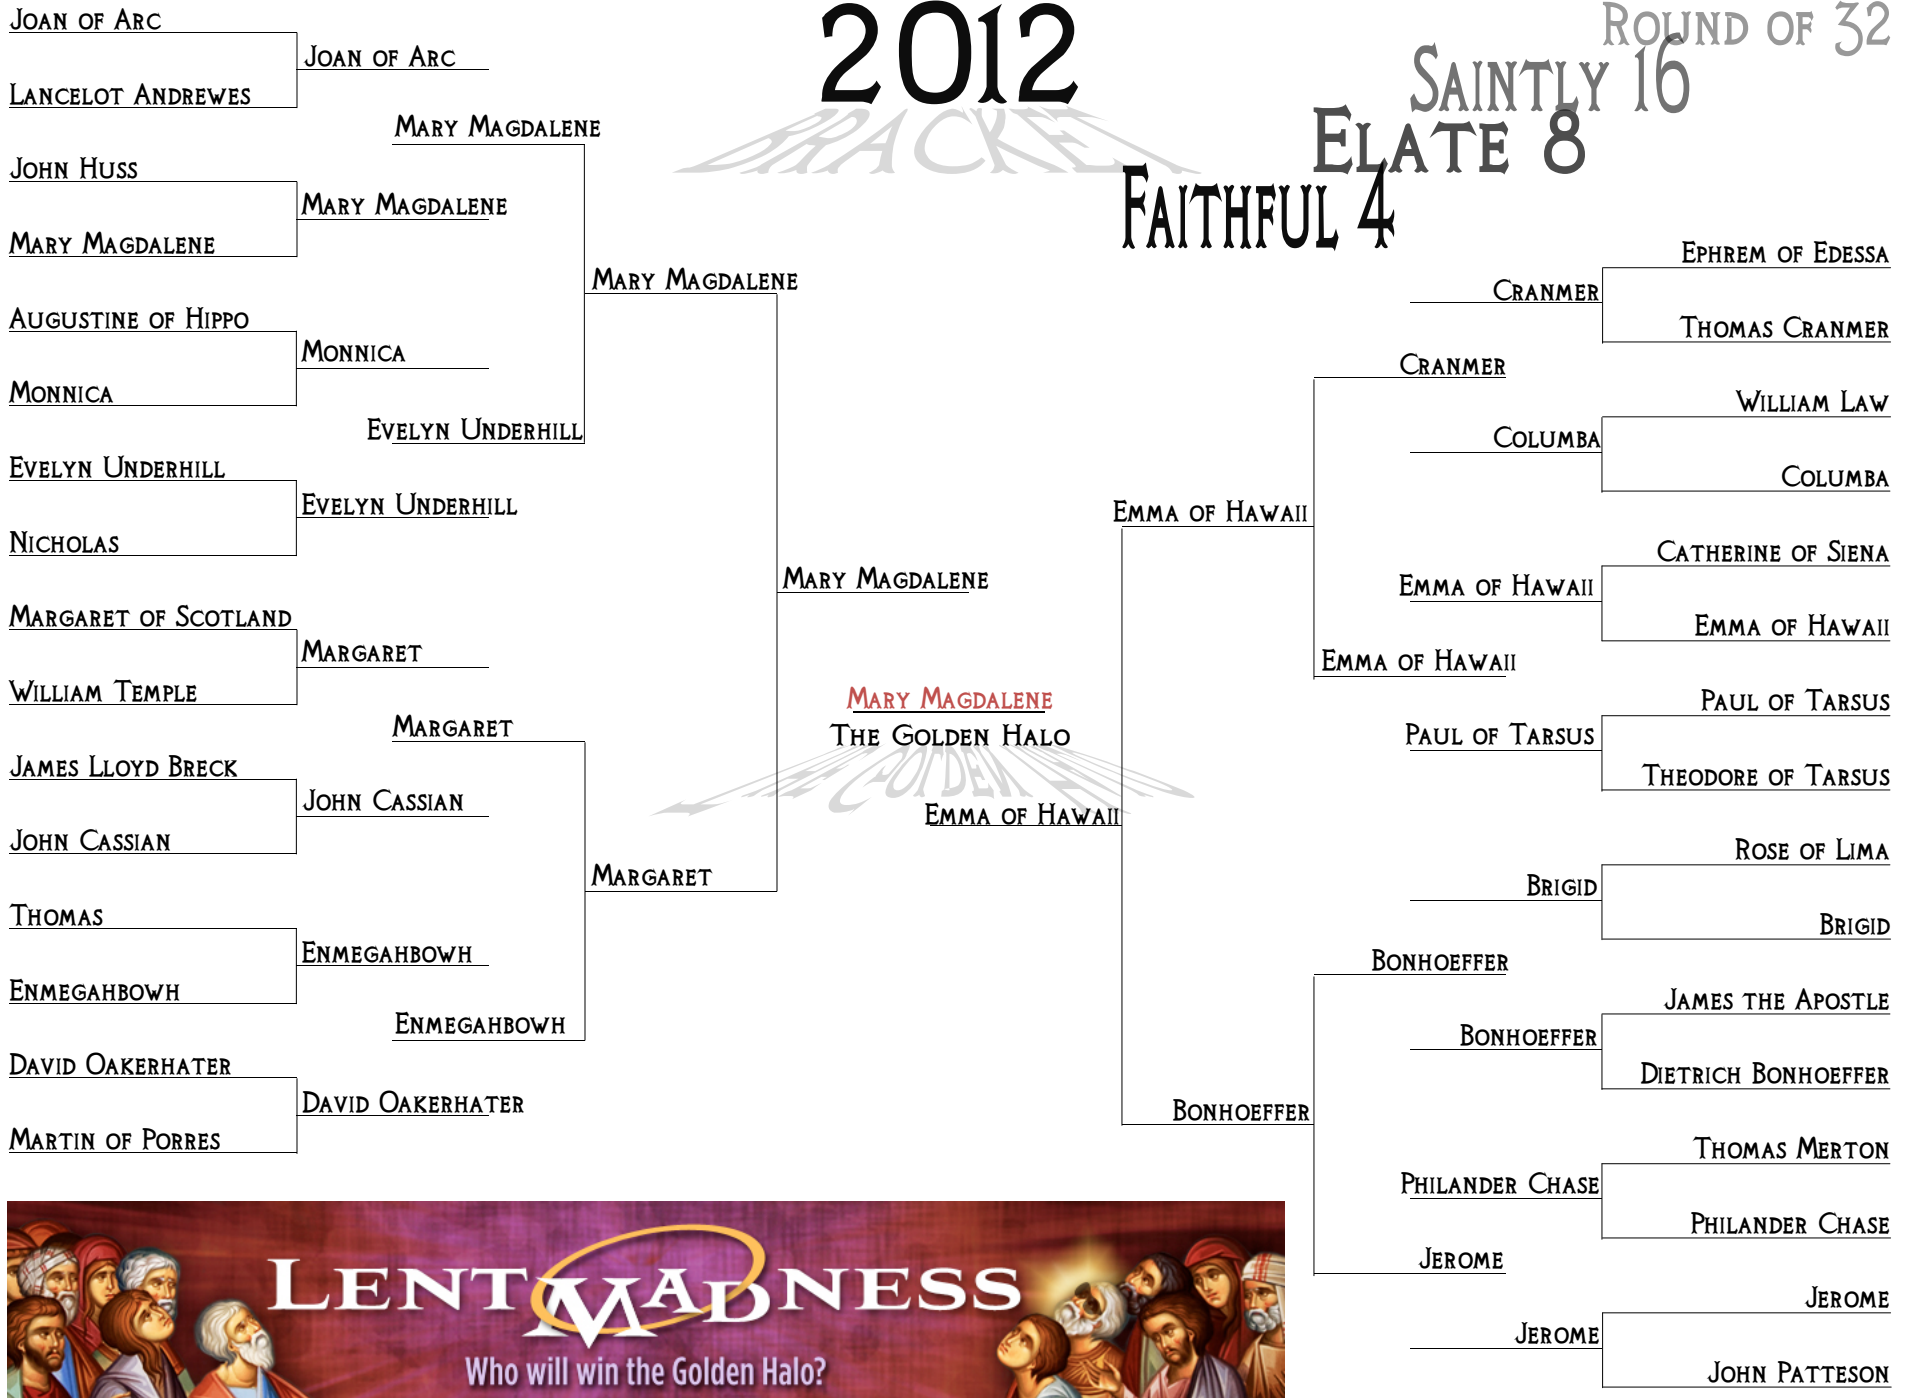 2012
BRACKET
Round of 32
Saintly 16
Elate 8
Faithful 4
Joan of Arc
Lancelot Andrewes
John Huss
Mary Magdalene
Augustine of Hippo
Monnica
Evelyn Underhill
Nicholas
Margaret of Scotland
William Temple
James Lloyd Breck
John Cassian
Thomas
Enmegahbowh
David Oakerhater
Martin of Porres
Joan of Arc
Mary Magdalene
Monnica
Evelyn Underhill
Margaret
John Cassian
Enmegahbowh
David Oakerhater
Mary Magdalene
Evelyn Underhill
Margaret
Enmegahbowh
Mary Magdalene
Margaret
Mary Magdalene
Mary Magdalene
The Golden Halo
The Golden Halo
Emma of Hawaii
Emma of Hawaii
Bonhoeffer
Cranmer
Emma of Hawaii
Bonhoeffer
Jerome
Cranmer
Columba
Emma of Hawaii
Paul of Tarsus
Brigid
Bonhoeffer
Philander Chase
Jerome
Ephrem of Edessa
Thomas Cranmer
William Law
Columba
Catherine of Siena
Emma of Hawaii
Paul of Tarsus
Theodore of Tarsus
Rose of Lima
Brigid
James the Apostle
Dietrich Bonhoeffer
Thomas Merton
Philander Chase
Jerome
John Patteson
LENT MADNESS
Who will win the Golden Halo?